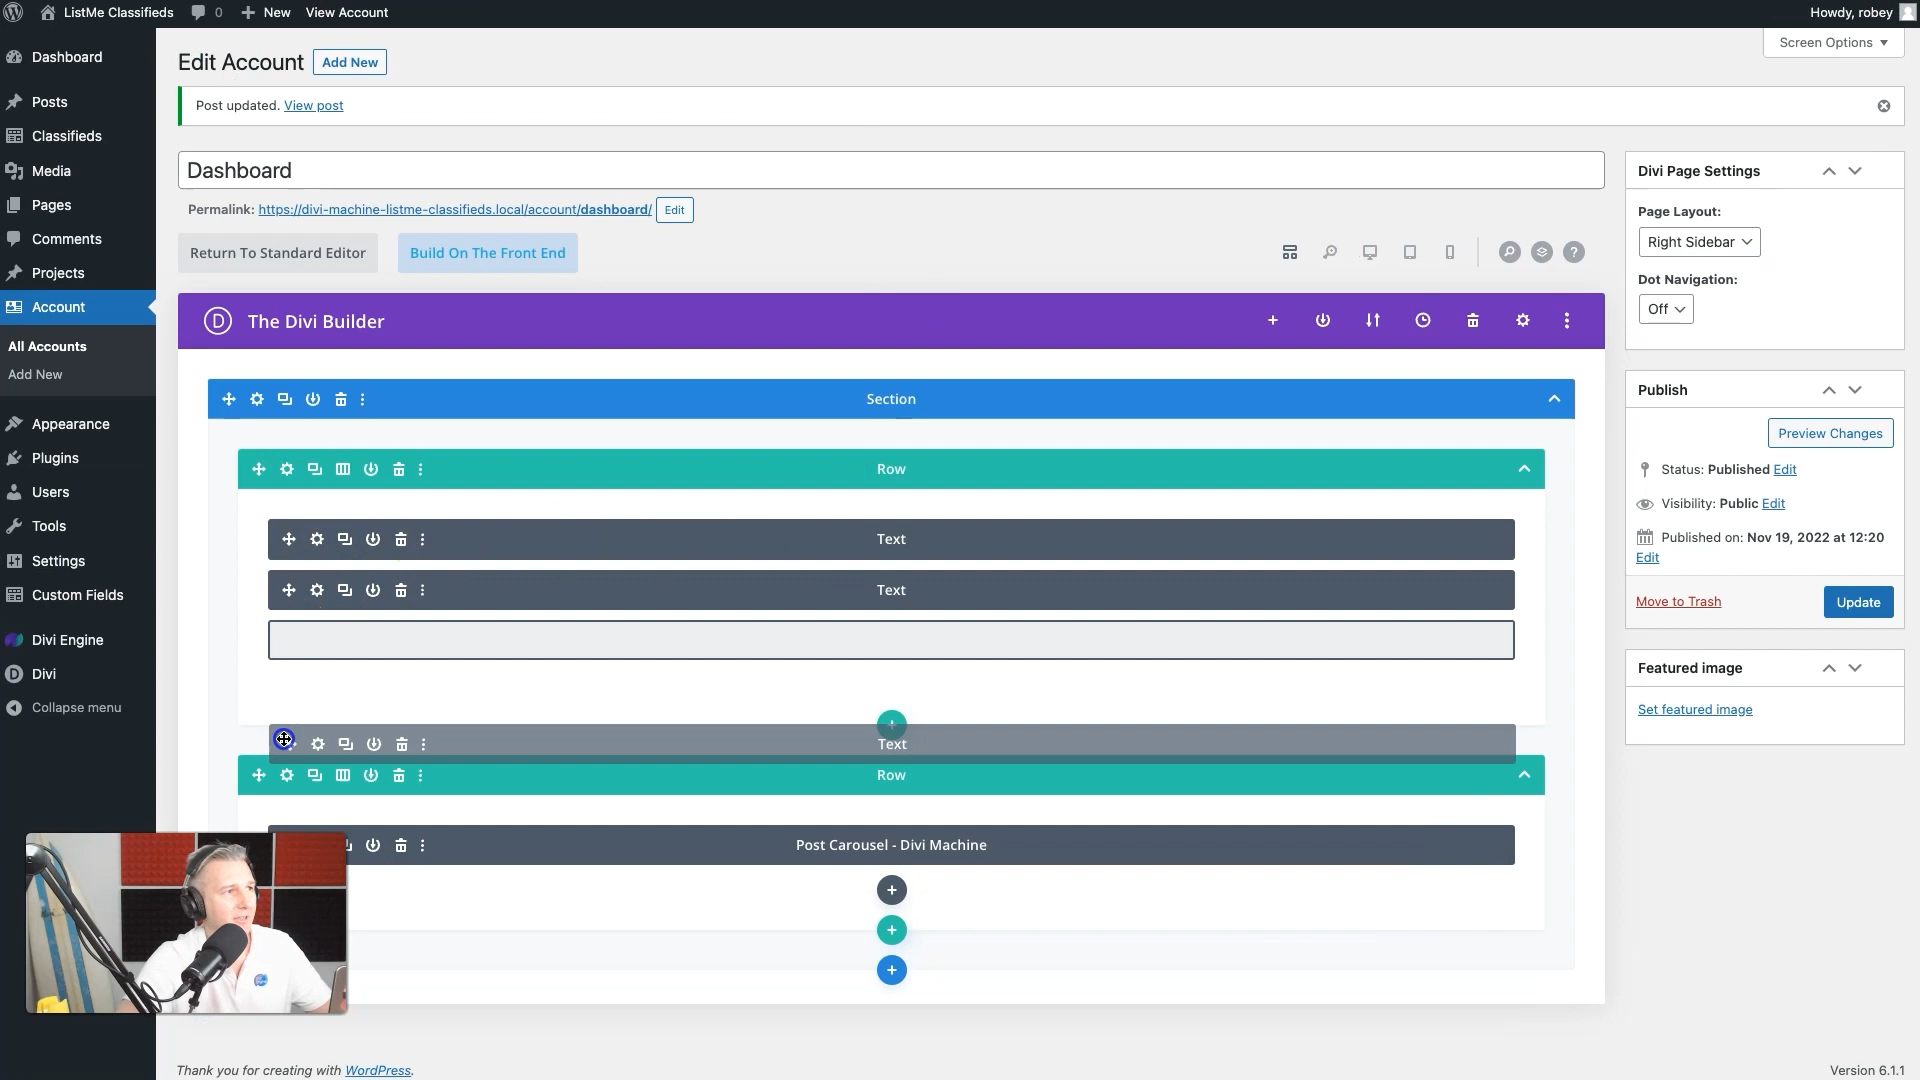 ListMe Classifieds 0 New View Account Howdy, robey
Screen Options
Dashboard
Posts
Classifieds
Media
Pages
Comments
Projects
Account
All Accounts
Add New
Appearance
Plugins
Users
Tools
Settings
Custom Fields
Divi Engine
Divi
Collapse menu
Edit Account Add New
Post updated. View post
Dashboard
Permalink: https://divi-machine-listme-classifieds.local/account/dashboard/ Edit
Return To Standard Editor Build On The Front End
The Divi Builder
Section
Row
Text
Text
Text
Row
Post Carousel - Divi Machine
Divi Page Settings
Page Layout:
Right Sidebar
Dot Navigation:
Off
Publish
Preview Changes
Status: Published Edit
Visibility: Public Edit
Published on: Nov 19, 2022 at 12:20
Edit
Move to Trash Update
Featured image
Set featured image
Thank you for creating with WordPress. Version 6.1.1